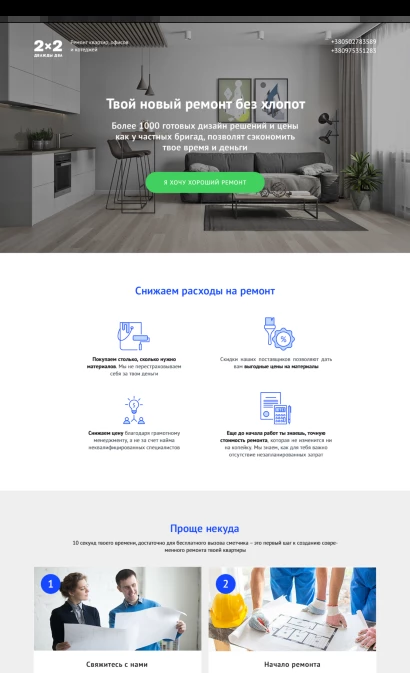 2×2
ДВАЖДЫ ДВА
Ремонт квартир, офисов
и котеджей
+380502783589
+380975351283
Твой новый ремонт без хлопот
Более 1000 готовых дизайн решений и цены
как у частных бригад, позволят сэкономить
твое время и деньги
Я ХОЧУ ХОРОШИЙ РЕМОНТ
Снижаем расходы на ремонт
Покупаем столько, сколько нужно
материалов. Мы не перестраховываем
себя за твои деньги
Скидки наших поставщиков позволяют дать
вам выгодные цены на материалы
%
$
Снижаем цену благодаря грамотному
менеджменту, а не за счет найма
неквалифицированных специалистов
Еще до начала работ ты знаешь, точную
стоимость ремонта, которая не изменится ни
на копейку. Мы знаем, как для тебя важно
отсутствие незапланированных затрат
Проще некуда
10 секунд твоего времени, достаточно для бесплатного вызова сметчика – это первый шаг к созданию совре-
менного ремонта твоей квартиры
1
2
Свяжитесь с нами
Начало ремонта